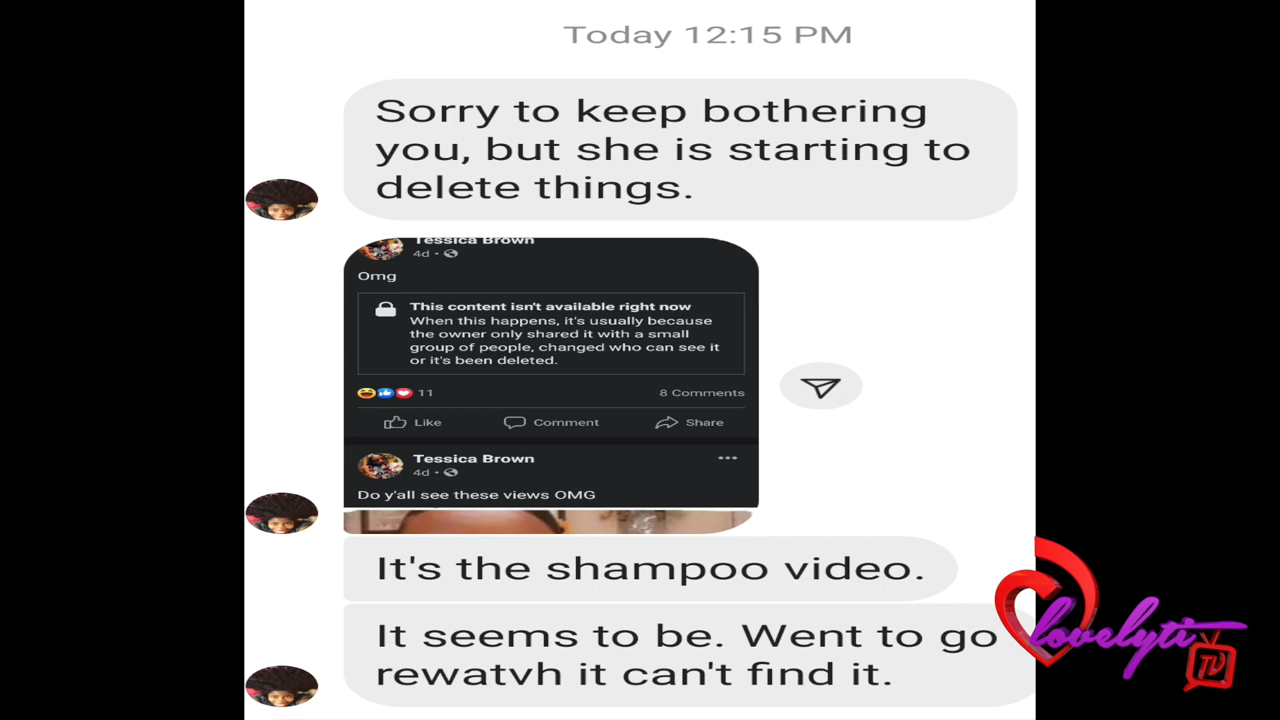 Today 12:15 PM
Sorry to keep bothering
you, but she is starting to
delete things.
Tessica Brown
4d
Omg
This content isn't available right now
When this happens, it's usually because
the owner only shared it with a small
group of people, changed who can see it
or it's been deleted.
11
8 Comments
Like
Comment
Share
Tessica Brown
4d
Do y'all see these views OMG
It's the shampoo video.
It seems to be. Went to go
rewatvh it can't find it.
lovelyti
TV